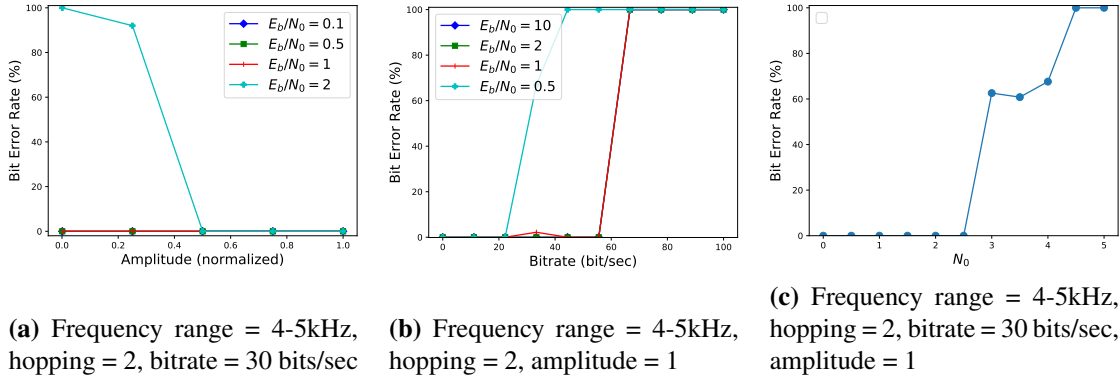 100
80
60
40
20
0
Bit Error Rate (%)
0.0 0.2 0.4 0.6 0.8 1.0
Amplitude (normalized)
E_b/N_0 = 0.1
E_b/N_0 = 0.5
E_b/N_0 = 1
E_b/N_0 = 2
100
80
60
40
20
0
Bit Error Rate (%)
0 20 40 60 80 100
Bitrate (bit/sec)
E_b/N_0 = 10
E_b/N_0 = 2
E_b/N_0 = 1
E_b/N_0 = 0.5
100
80
60
40
20
0
Bit Error Rate (%)
0 1 2 3 4 5
N_0
(a) Frequency range = 4-5kHz,
hopping = 2, bitrate = 30 bits/sec
(b) Frequency range = 4-5kHz,
hopping = 2, amplitude = 1
(c) Frequency range = 4-5kHz,
hopping = 2, bitrate = 30 bits/sec,
amplitude = 1